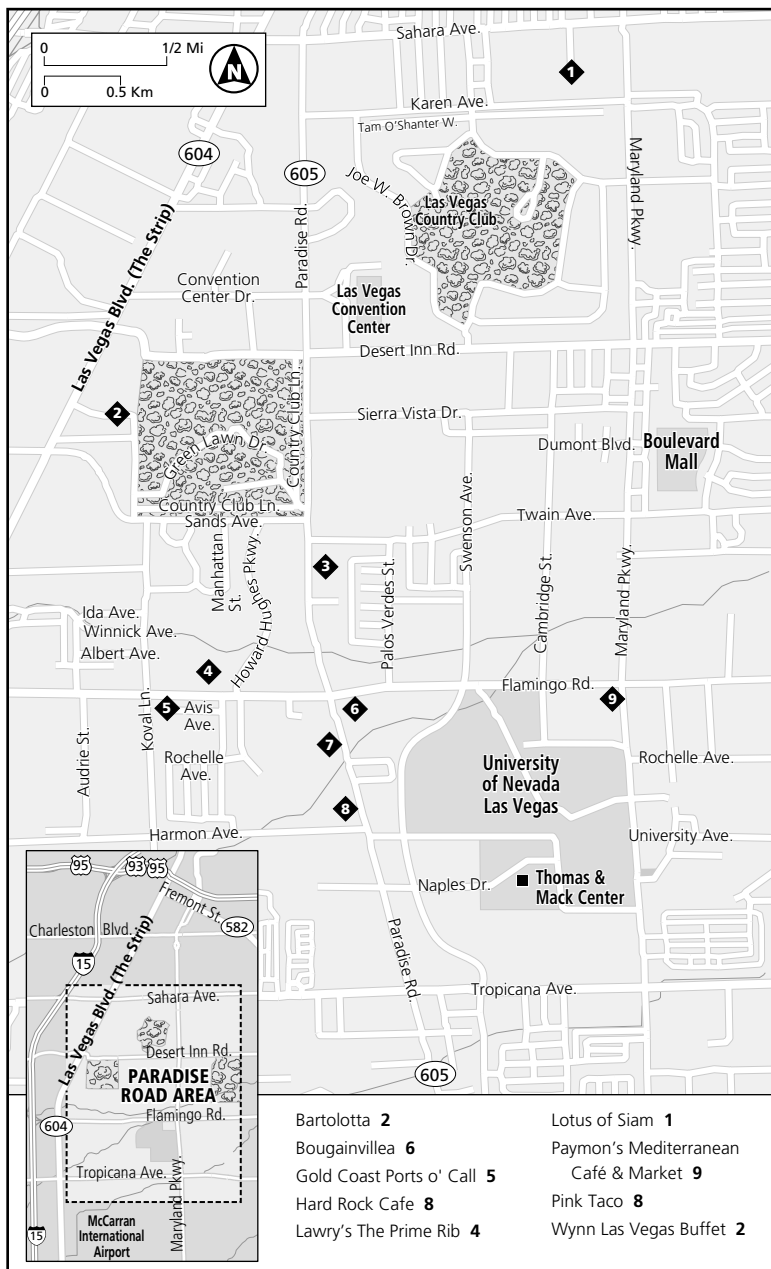 0 1/2 Mi
0 0.5 Km
N
Sahara Ave.
1
Karen Ave.
Tam O'Shanter W.
604
605
Joe W. Brown Dr.
Las Vegas
Country Club
Maryland Pkwy.
Las Vegas Blvd. (The Strip)
Paradise Rd.
Convention
Center Dr.
Las Vegas
Convention
Center
Desert Inn Rd.
2
Country Club Ln.
Sierra Vista Dr.
Green Lawn Dr.
Dumont Blvd.
Boulevard
Mall
Country Club Ln.
Sands Ave.
Swenson Ave.
Twain Ave.
Manhattan
St.
Howard Hughes Pkwy.
3
Palos Verdes St.
Cambridge St.
Maryland Pkwy.
Ida Ave.
Winnick Ave.
Albert Ave.
4
Flamingo Rd.
9
5
Avis
Ave.
6
Koval Ln.
Audrie St.
7
Rochelle
Ave.
University
of Nevada
Las Vegas
Rochelle Ave.
8
Harmon Ave.
University Ave.
Naples Dr.
Thomas &
Mack Center
Paradise Rd.
Tropicana Ave.
605
95
93
95
Fremont St.
582
Charleston Blvd.
15
Las Vegas Blvd. (The Strip)
Sahara Ave.
Desert Inn Rd.
PARADISE
ROAD AREA
Flamingo Rd.
604
Tropicana Ave.
Maryland Pkwy.
McCarran
International
Airport
15
Bartolotta 2
Bougainvillea 6
Gold Coast Ports o' Call 5
Hard Rock Cafe 8
Lawry's The Prime Rib 4
Lotus of Siam 1
Paymon's Mediterranean
Café & Market 9
Pink Taco 8
Wynn Las Vegas Buffet 2